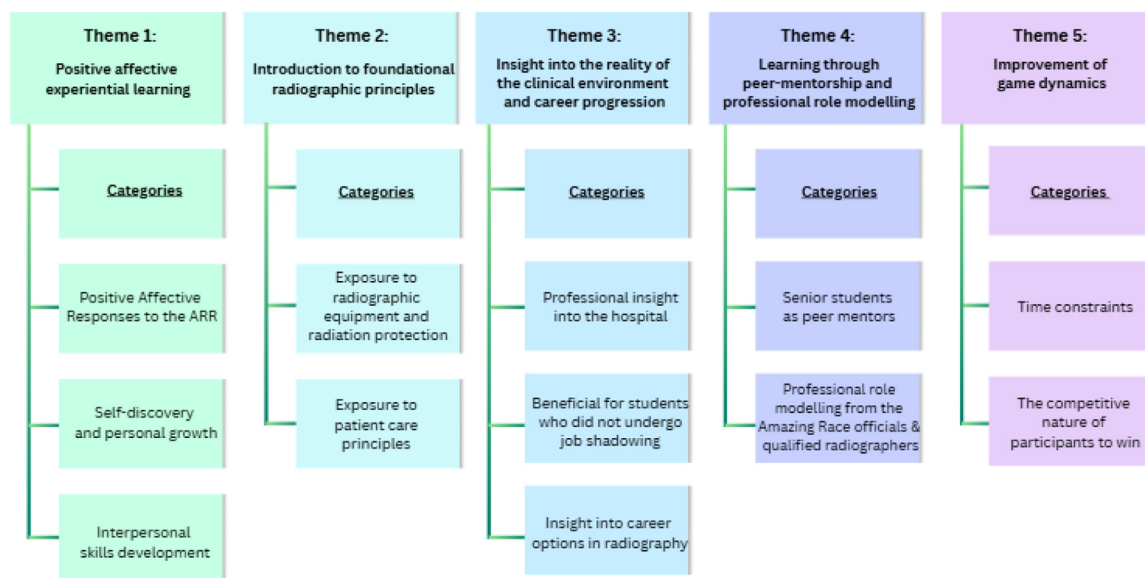 Theme 1:
Positive affective
experiential learning
Categories
Positive Affective
Responses to the ARR
Self-discovery
and personal growth
Interpersonal
skills development
Theme 2:
Introduction to foundational
radiographic principles
Categories
Exposure to
radiographic
equipment and
radiation protection
Exposure to
patient care
principles
Theme 3:
Insight into the reality of
the clinical environment
and career progression
Categories
Professional insight
into the hospital
Beneficial for students
who did not undergo
job shadowing
Insight into career
options in radiography
Theme 4:
Learning through
peer-mentorship and
professional role modelling
Categories
Senior students
as peer mentors
Professional role
modelling from the
Amazing Race officials &
qualified radiographers
Theme 5:
Improvement of
game dynamics
Categories
Time constraints
The competitive
nature of
participants to win